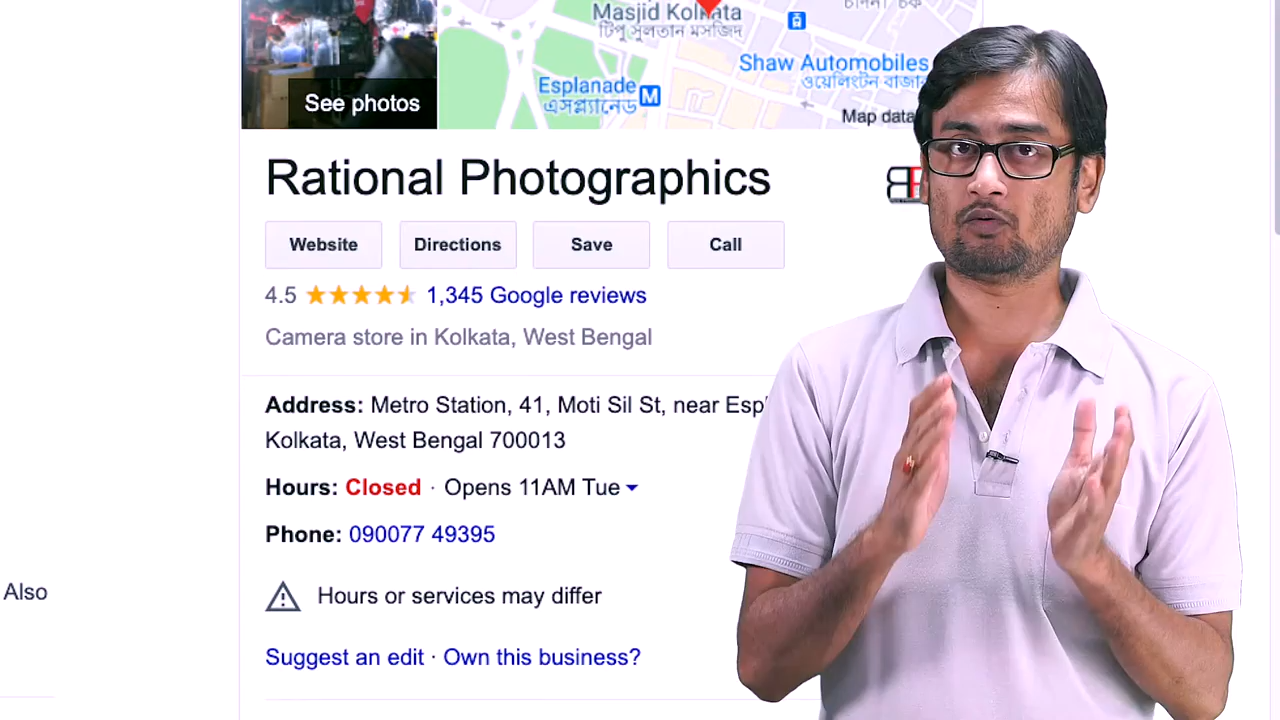 Masjid Kolkata
টিপু সুলতান মসজিদ
Shaw Automobiles
ওয়েলিংটন বাজার
Esplanade M
এসপ্ল্যানেড
Map data
See photos
Rational Photographics
Website Directions Save Call
4.5 1,345 Google reviews
Camera store in Kolkata, West Bengal
Address: Metro Station, 41, Moti Sil St, near Esp
Kolkata, West Bengal 700013
Hours: Closed · Opens 11AM Tue
Phone: 090077 49395
Also
Hours or services may differ
Suggest an edit · Own this business?